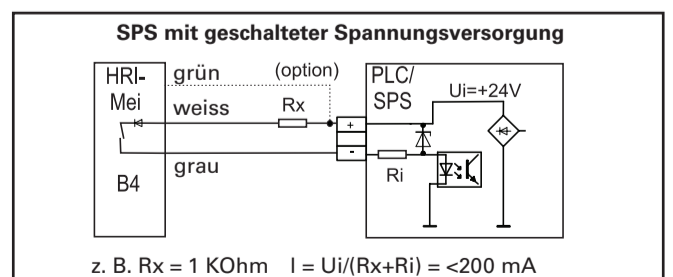 SPS mit geschalteter Spannungsversorgung
HRI-
Mei
B4
grün
(option)
weiss
Rx
grau
+
-
PLC/
SPS
Ui=+24V
Ri
z. B. Rx = 1 KOhm I = Ui/(Rx+Ri) = <200 mA